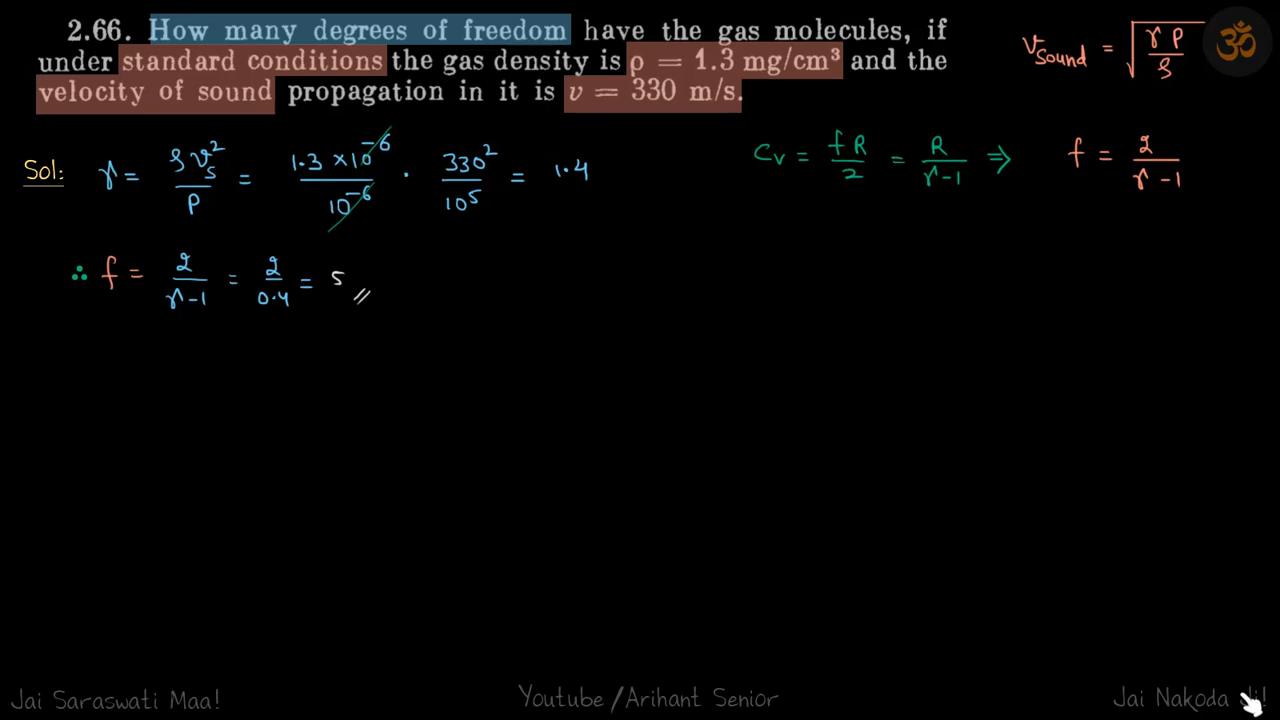 2.66. How many degrees of freedom have the gas molecules, if
under standard conditions the gas density is ρ = 1.3 mg/cm³ and the
velocity of sound propagation in it is v = 330 m/s.
v_Sound = √(γP/ρ)
ॐ
Sol: γ = ρv_s²/P = 1.3 × 10⁻⁶/10⁻⁶ · 330²/10⁵ = 1.4
C_V = fR/2 = R/(γ-1) ⇒ f = 2/(γ-1)
∴ f = 2/(γ-1) = 2/0.4 = 5 //
Jai Saraswati Maa!
Youtube/Arihant Senior
Jai Nakoda Ji!